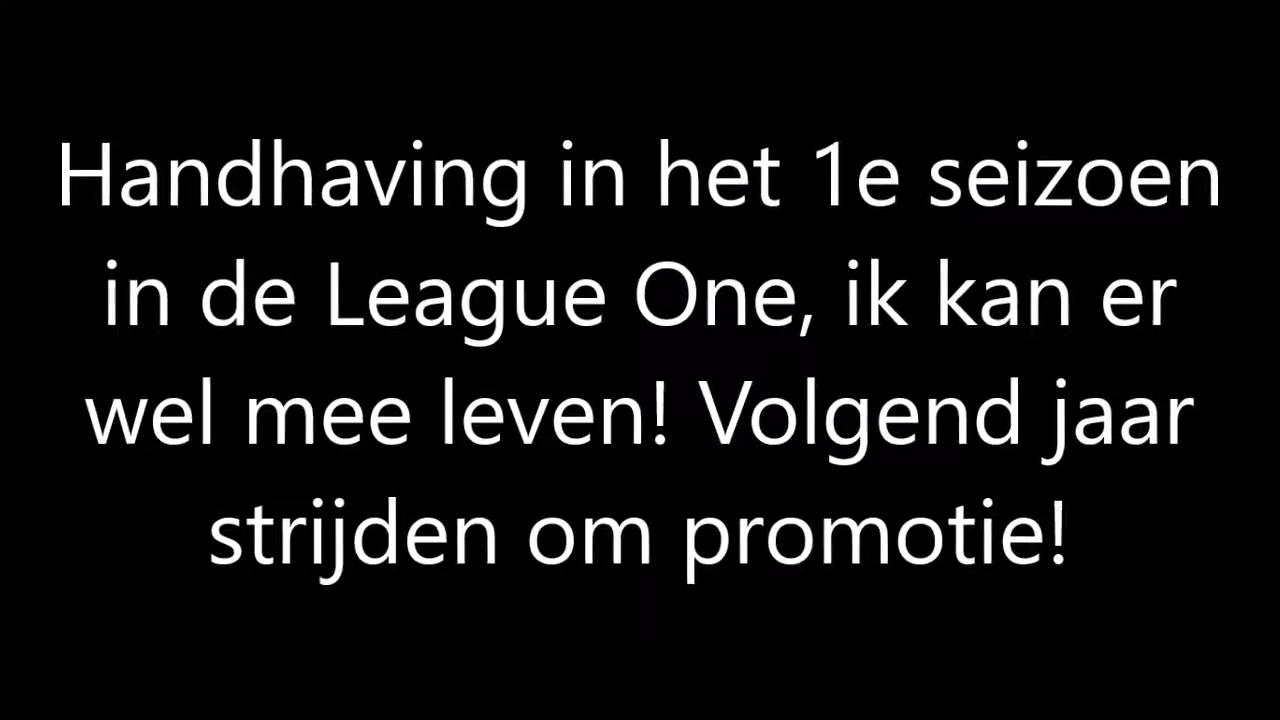 Handhaving in het 1e seizoen
in de League One, ik kan er
wel mee leven! Volgend jaar
strijden om promotie!